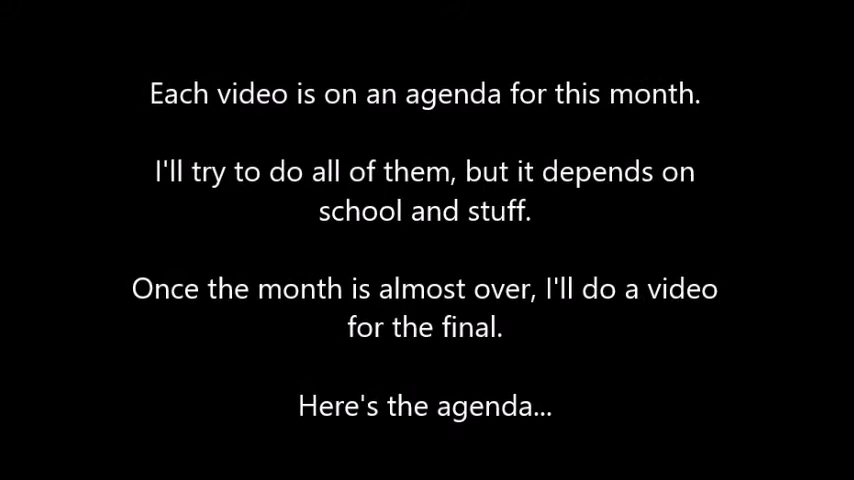 Each video is on an agenda for this month.
I'll try to do all of them, but it depends on
school and stuff.
Once the month is almost over, I'll do a video
for the final.
Here's the agenda...